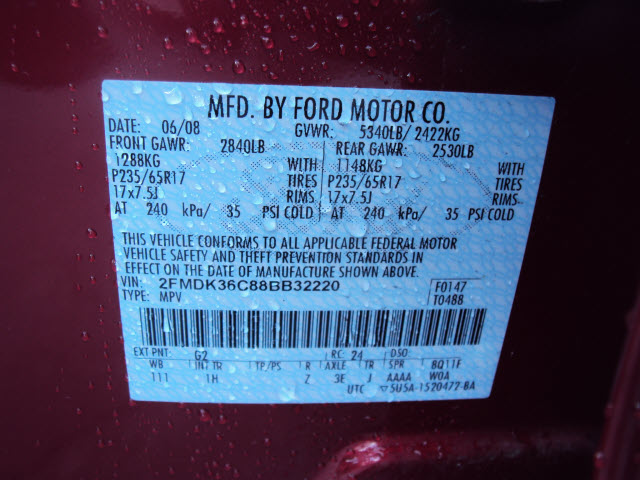 MFD. BY FORD MOTOR CO.
DATE: 06/08 GVWR: 5340LB/ 2422KG
FRONT GAWR: 2840LB REAR GAWR: 2530LB
1288KG WITH 1148KG WITH
P235/65R17 TIRES P235/65R17 TIRES
17x7.5J RIMS 17x7.5J RIMS
AT 240 kPa/ 35 PSI COLD AT 240 kPa/ 35 PSI COLD
THIS VEHICLE CONFORMS TO ALL APPLICABLE FEDERAL MOTOR
VEHICLE SAFETY AND THEFT PREVENTION STANDARDS IN
EFFECT ON THE DATE OF MANUFACTURE SHOWN ABOVE.
VIN: 2FMDK36C88BB32220 F0147
TYPE: MPV T0488
EXT PNT: G2 RC: 24 DSO:
WB INT TR TP/PS R AXLE TR SPR BQ11F
111 1H Z 3E J AAAA W0A
UTC ▽5U5A-1520472-BA